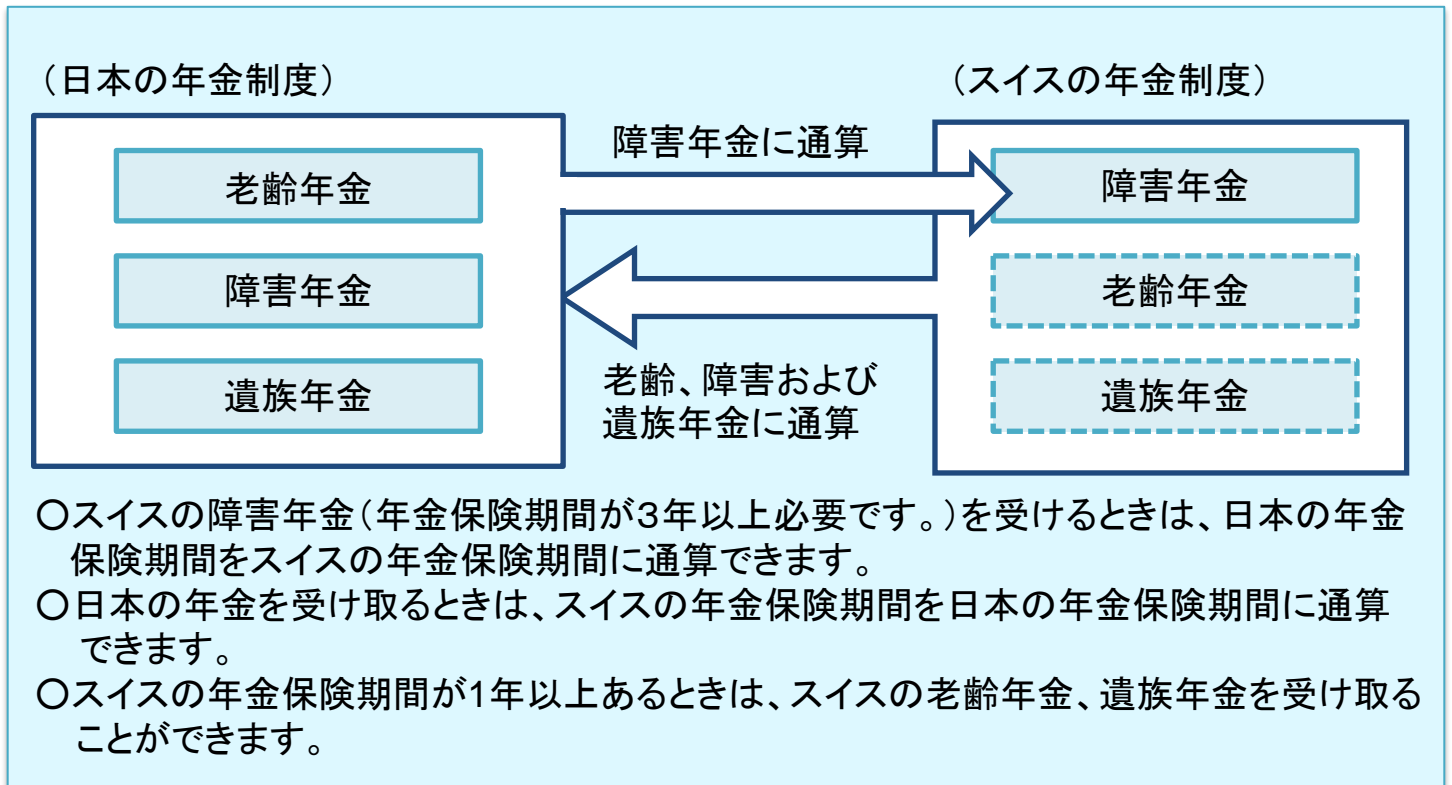 （日本の年金制度）
（スイスの年金制度）
老齢年金
障害年金
遺族年金
障害年金に通算
老齢、障害および
遺族年金に通算
障害年金
老齢年金
遺族年金
○スイスの障害年金（年金保険期間が３年以上必要です。）を受けるときは、日本の年金
保険期間をスイスの年金保険期間に通算できます。
○日本の年金を受け取るときは、スイスの年金保険期間を日本の年金保険期間に通算
できます。
○スイスの年金保険期間が1年以上あるときは、スイスの老齢年金、遺族年金を受け取る
ことができます。